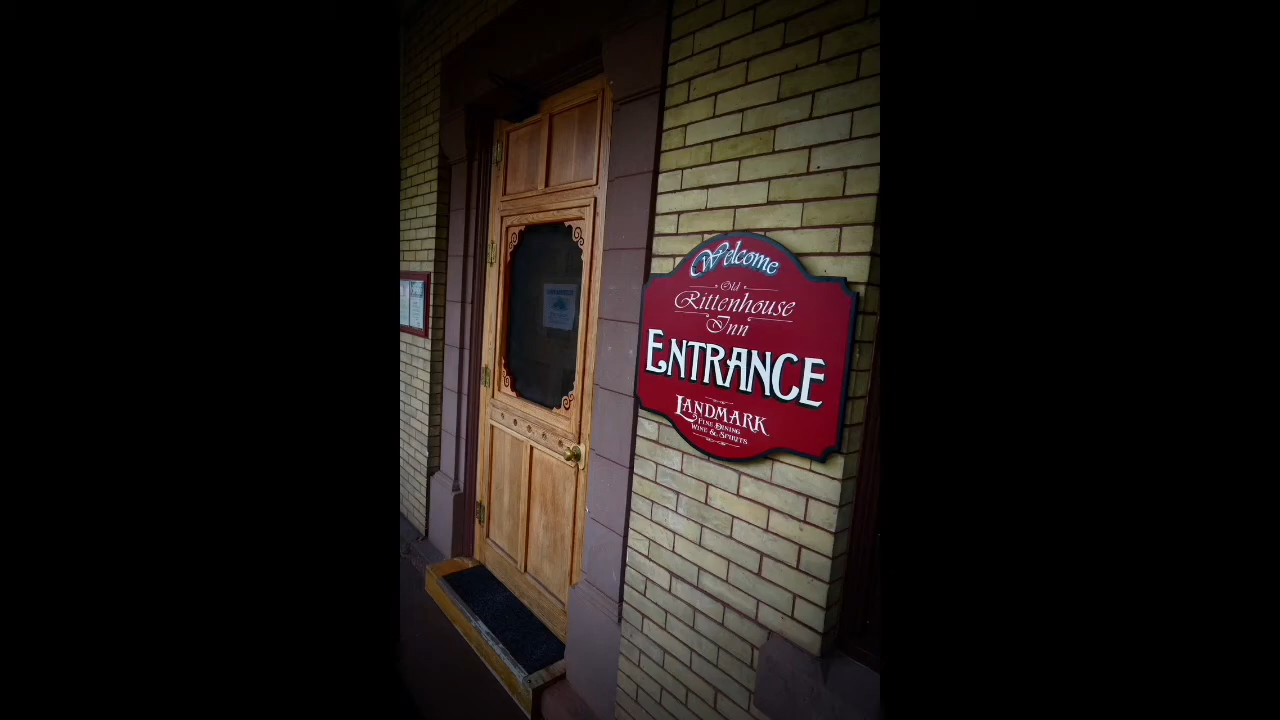 Welcome
Old
Rittenhouse
Inn
ENTRANCE
LANDMARK
FINE DINING
WINE & SPIRITS